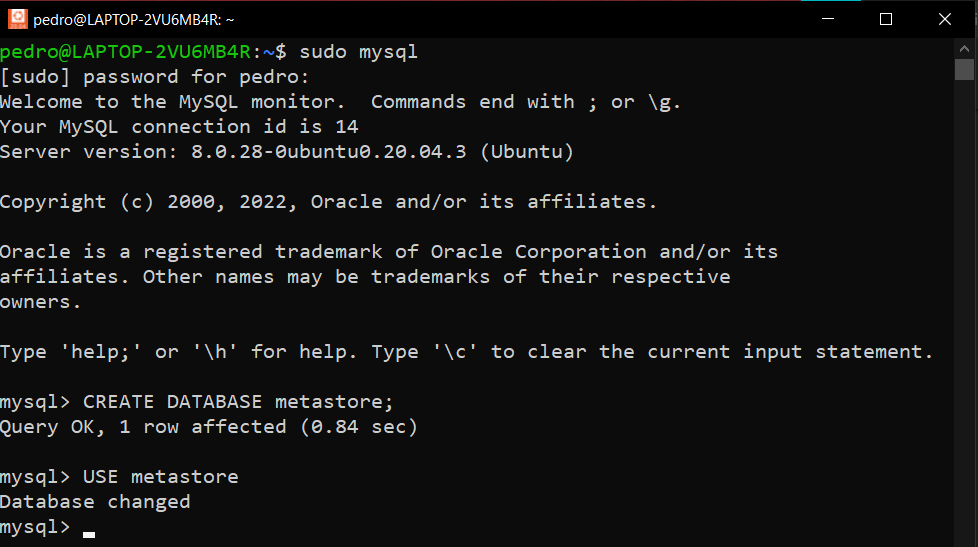 pedro@LAPTOP-2VU6MB4R: ~
pedro@LAPTOP-2VU6MB4R:~$ sudo mysql
[sudo] password for pedro:
Welcome to the MySQL monitor.  Commands end with ; or \g.
Your MySQL connection id is 14
Server version: 8.0.28-0ubuntu0.20.04.3 (Ubuntu)
Copyright (c) 2000, 2022, Oracle and/or its affiliates.
Oracle is a registered trademark of Oracle Corporation and/or its
affiliates. Other names may be trademarks of their respective
owners.
Type 'help;' or '\h' for help. Type '\c' to clear the current input statement.
mysql> CREATE DATABASE metastore;
Query OK, 1 row affected (0.84 sec)
mysql> USE metastore
Database changed
mysql>